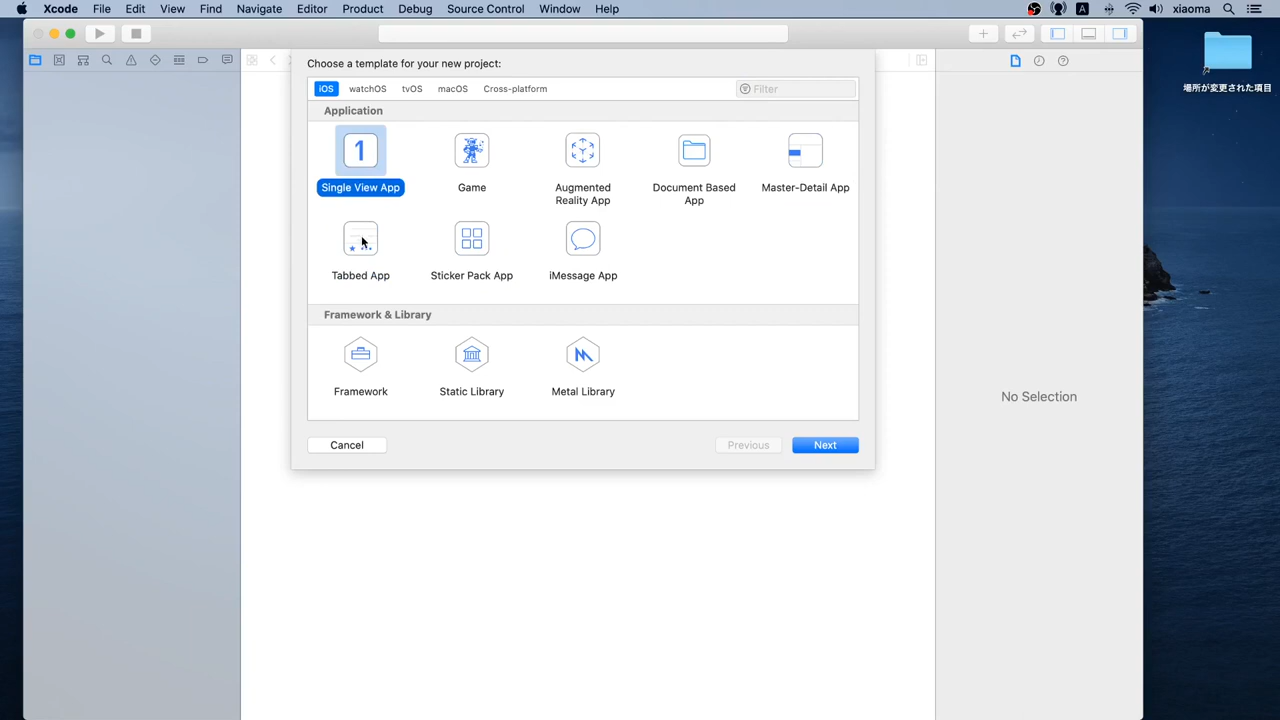 Xcode File Edit View Find Navigate Editor Product Debug Source Control Window Help A xiaoma
Choose a template for your new project:
iOS watchOS tvOS macOS Cross-platform Filter
Application
1
Single View App Game Augmented Reality App Document Based App Master-Detail App
Tabbed App Sticker Pack App iMessage App
Framework & Library
Framework Static Library Metal Library
Cancel Previous Next
No Selection
場所が変更された項目